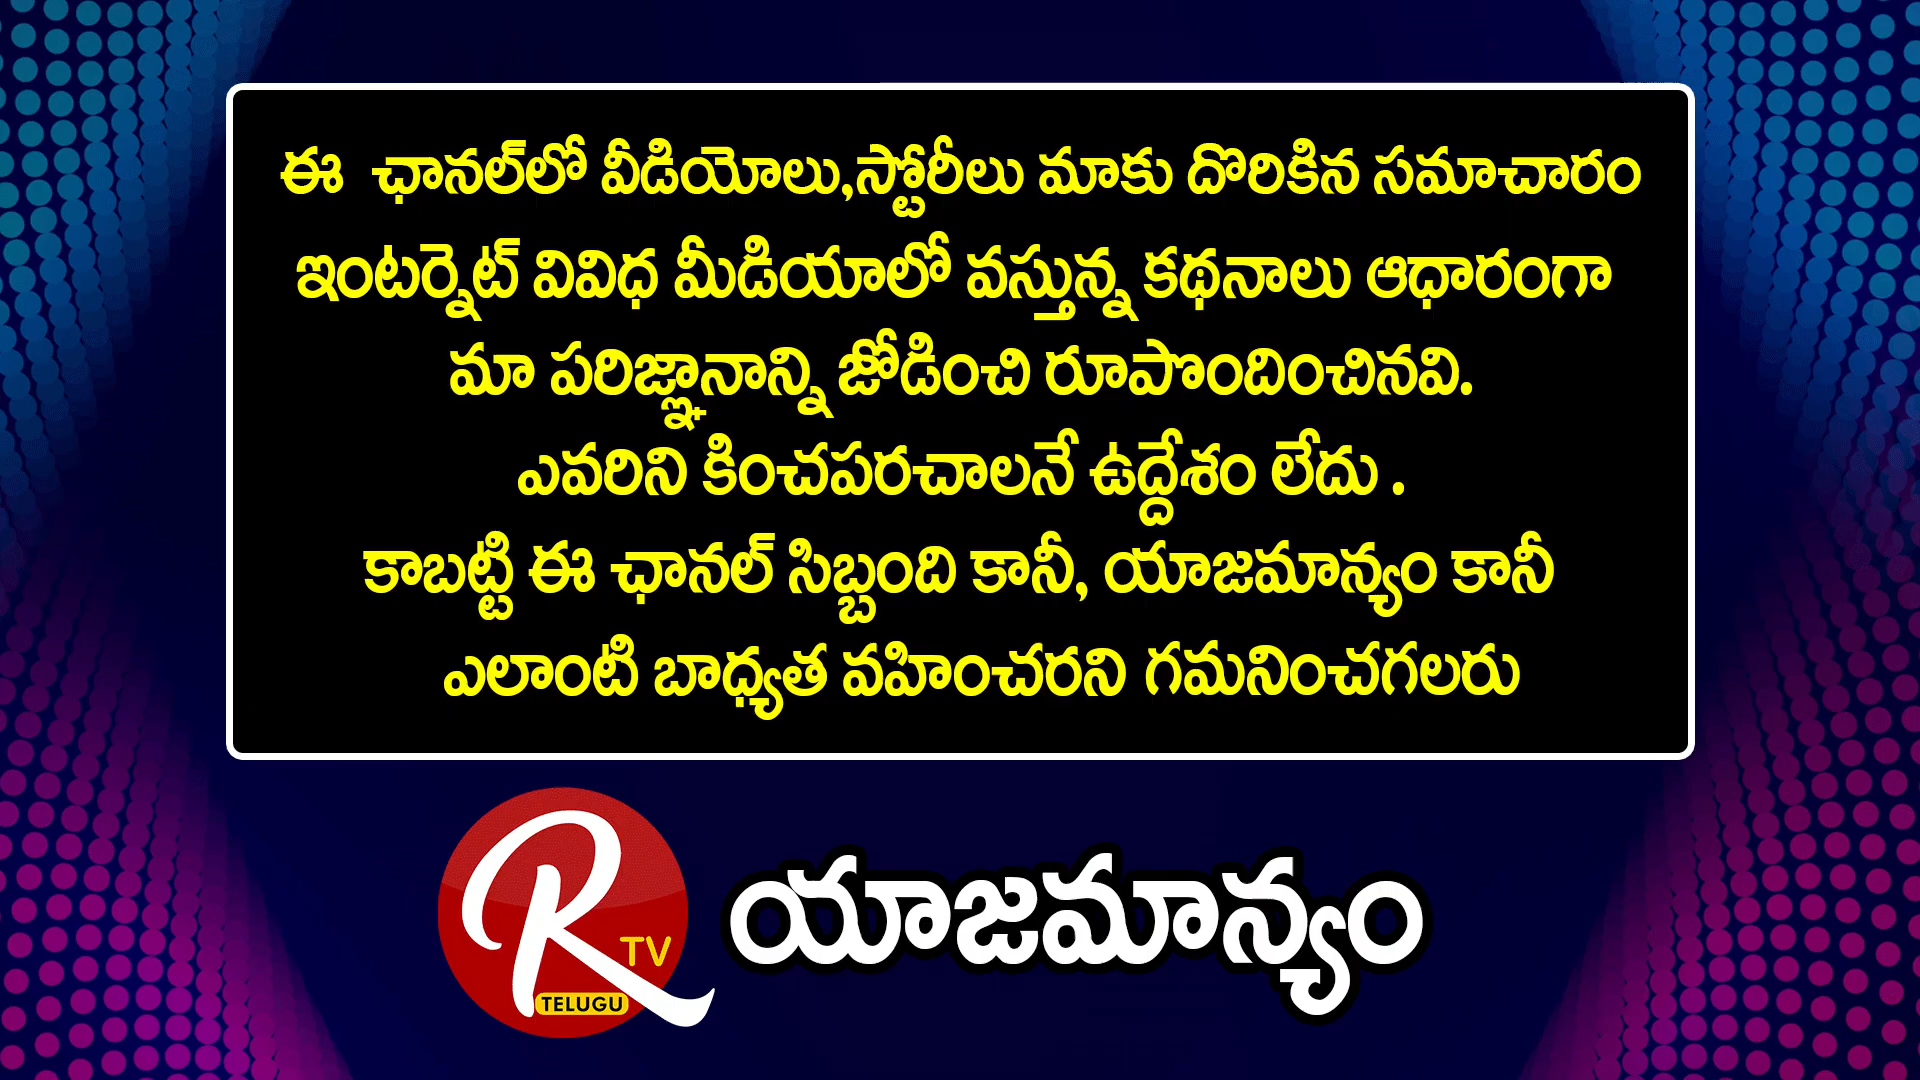 ఈ ఛానల్‌లో వీడియోలు,స్టోరీలు మాకు దొరికిన సమాచారం
ఇంటర్నెట్ వివిధ మీడియాలో వస్తున్న కథనాలు ఆధారంగా
మా పరిజ్ఞానాన్ని జోడించి రూపొందించినవి.
ఎవరిని కించపరచాలనే ఉద్దేశం లేదు .
కాబట్టి ఈ ఛానల్ సిబ్బంది కానీ, యాజమాన్యం కానీ
ఎలాంటి బాధ్యత వహించరని గమనించగలరు
R TV
TELUGU
యాజమాన్యం